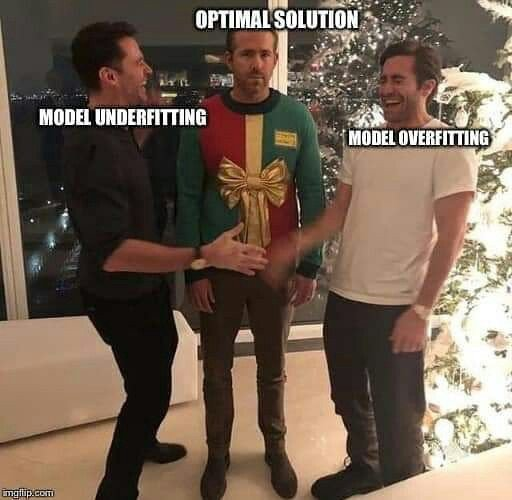 OPTIMAL SOLUTION
MODEL UNDERFITTING
MODEL OVERFITTING
imgflip.com